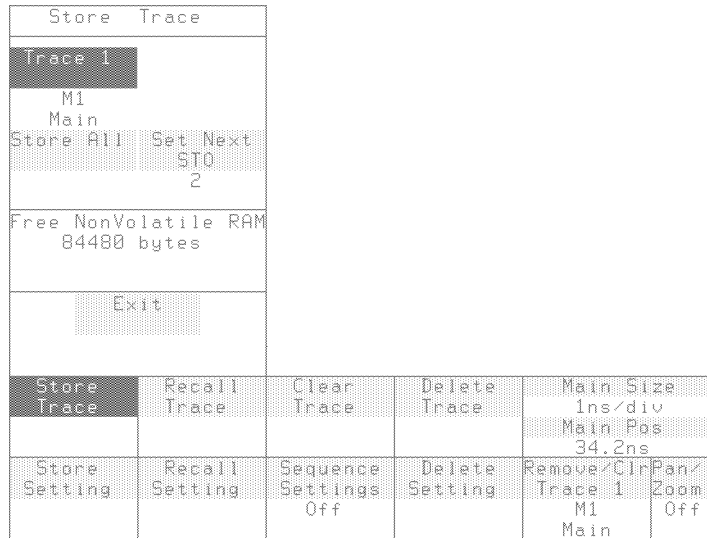 Store Trace
Trace 1
M1
Main
Store All
Set Next
STO
2
Free NonVolatile RAM
84480 bytes
Exit
Store
Trace
Recall
Trace
Clear
Trace
Delete
Trace
Main Size
1ns/div
Main Pos
34.2ns
Store
Setting
Recall
Setting
Sequence
Settings
Off
Delete
Setting
Remove/Clr
Trace 1
M1
Main
Pan/
Zoom
Off